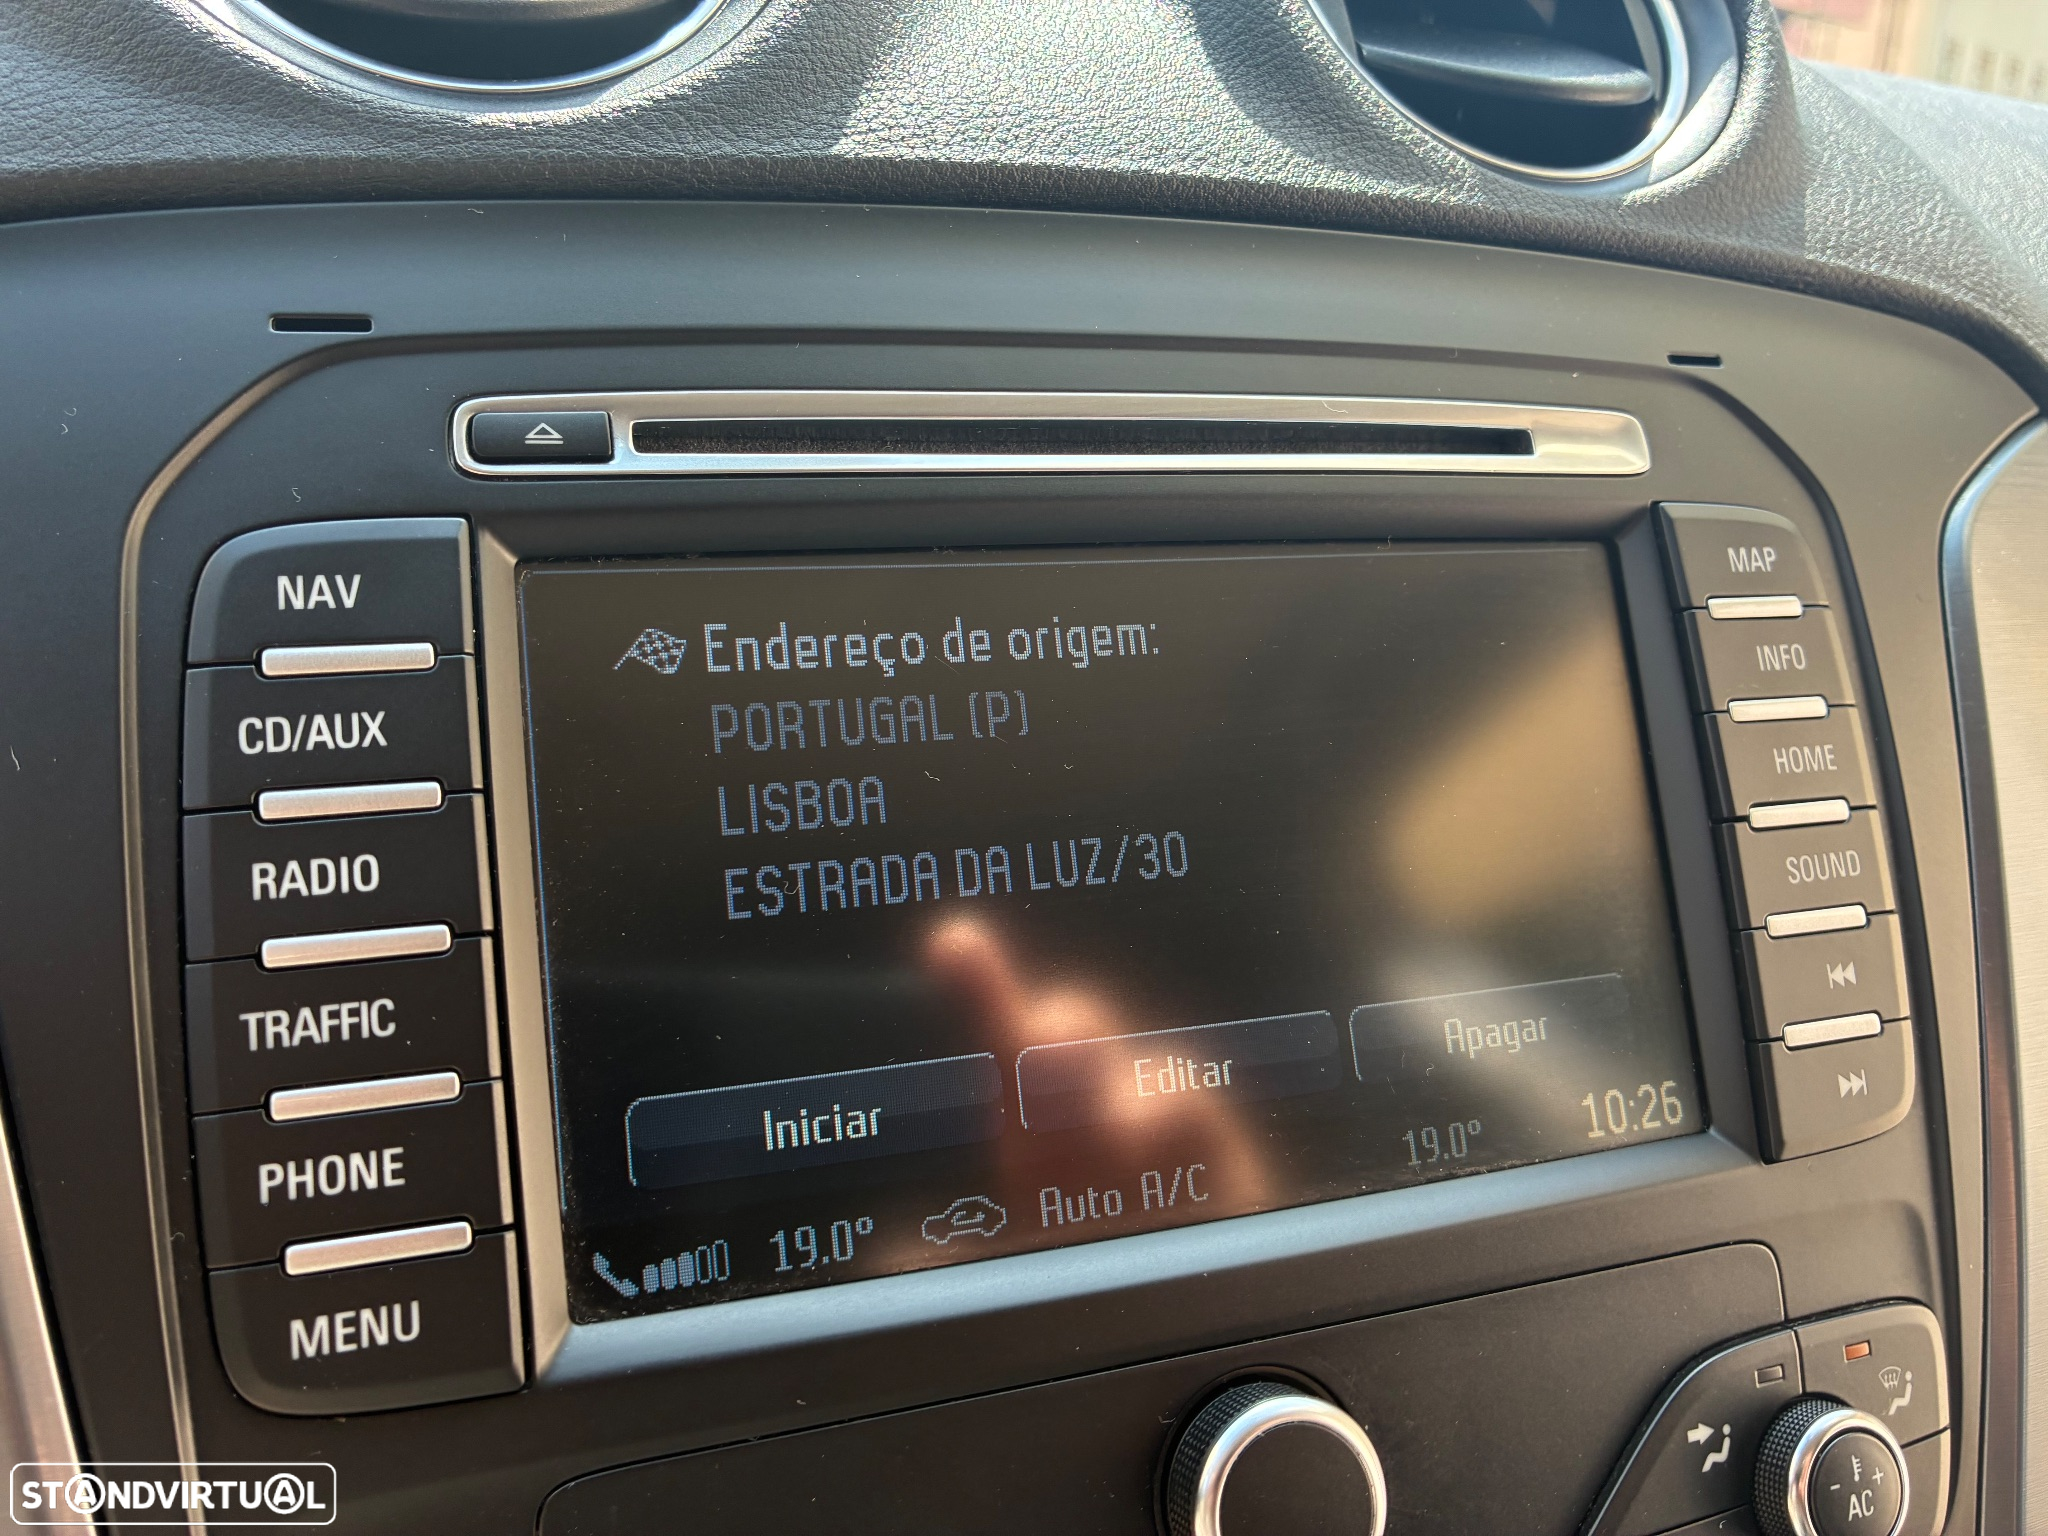 NAV
CD/AUX
RADIO
TRAFFIC
PHONE
MENU
Endereço de origem:
PORTUGAL (P)
LISBOA
ESTRADA DA LUZ/30
Iniciar
Editar
Apagar
19.0°
Auto A/C
19.0°
10:26
MAP
INFO
HOME
SOUND
- +
AC
STANDVIRTUAL